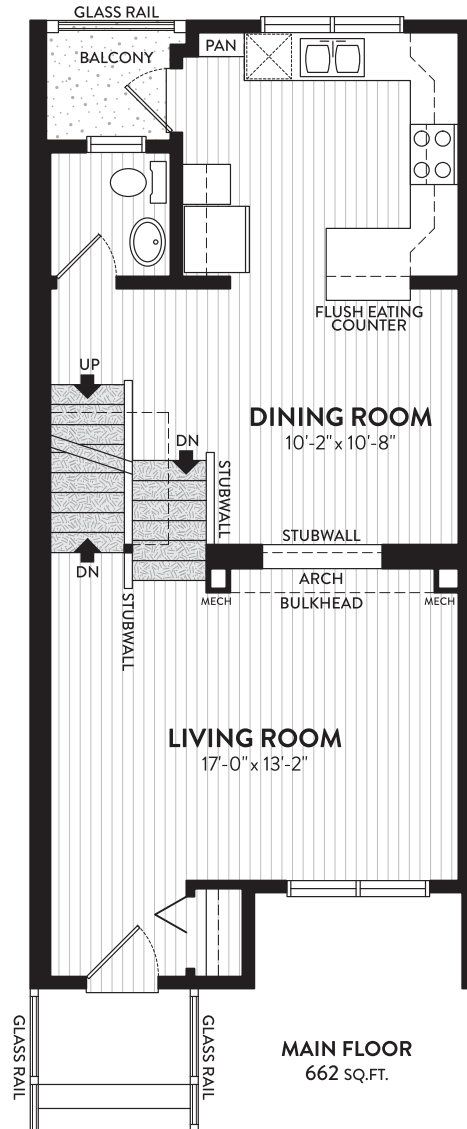 GLASS RAIL
BALCONY
PAN
FLUSH EATING
COUNTER
UP
DINING ROOM
10'-2" x 10'-8"
DN
STUBWALL
STUBWALL
DN
ARCH
MECH
BULKHEAD
MECH
STUBWALL
LIVING ROOM
17'-0" x 13'-2"
GLASS RAIL
GLASS RAIL
MAIN FLOOR
662 SQ.FT.